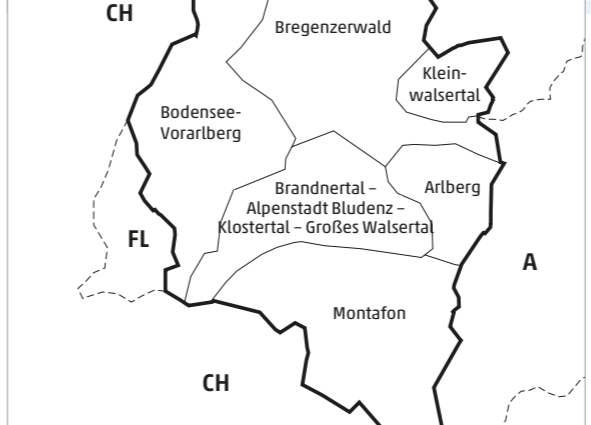 CH
Bregenzerwald
Klein-
walsertal
Bodensee-
Vorarlberg
Brandnertal –
Alpenstadt Bludenz –
Klostertal – Großes Walsertal
Arlberg
FL
A
Montafon
CH